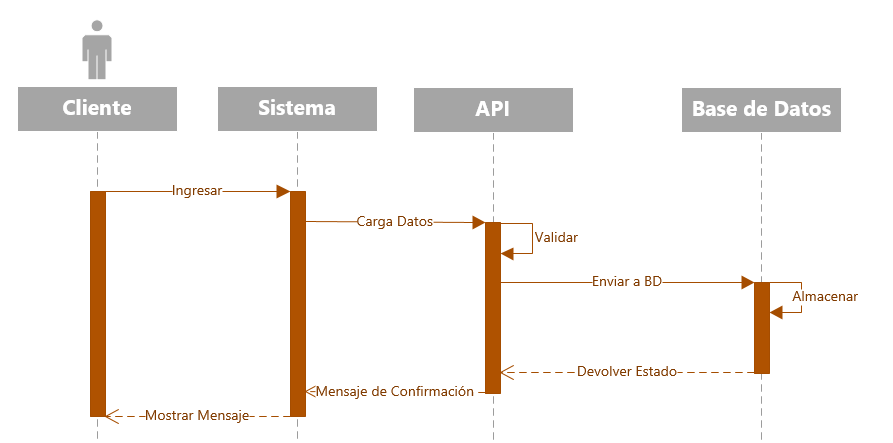 Cliente
Sistema
API
Base de Datos
Ingresar
Carga Datos
Validar
Enviar a BD
Almacenar
Devolver Estado
Mensaje de Confirmación
Mostrar Mensaje